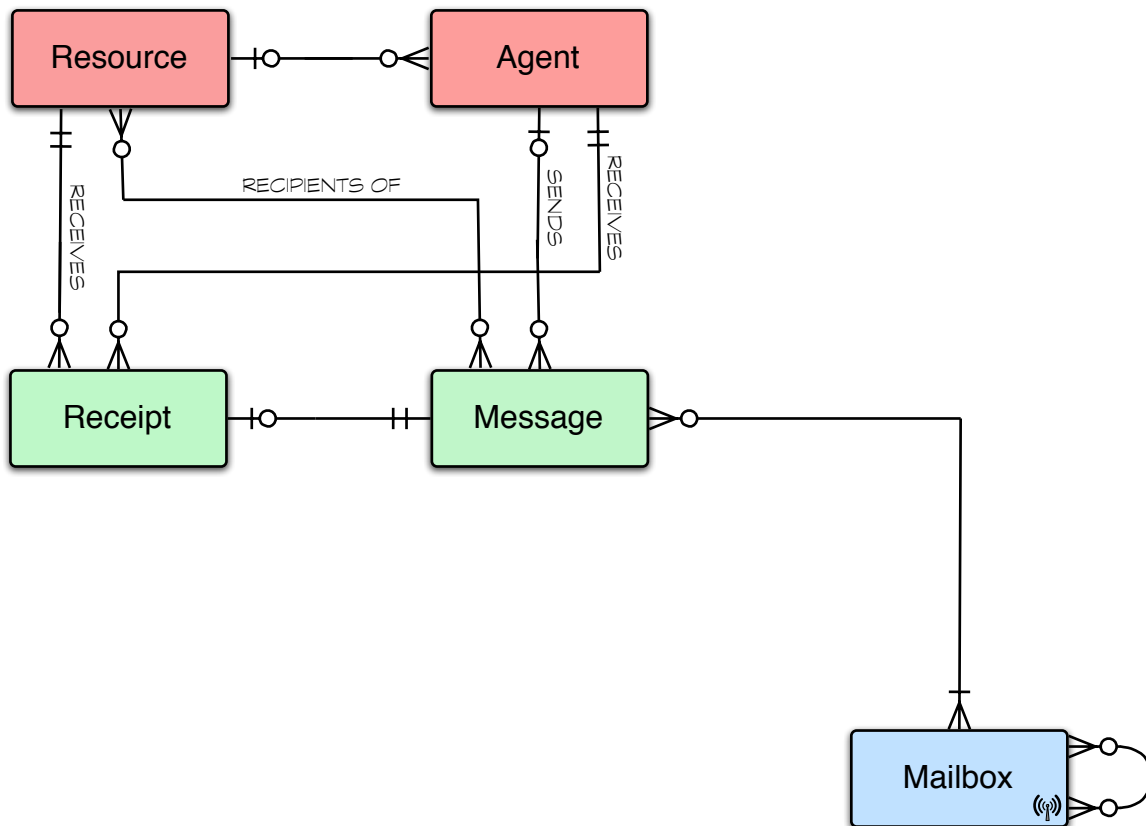 Resource
Agent
RECEIVES
RECIPIENTS OF
SENDS
RECEIVES
Receipt
Message
Mailbox